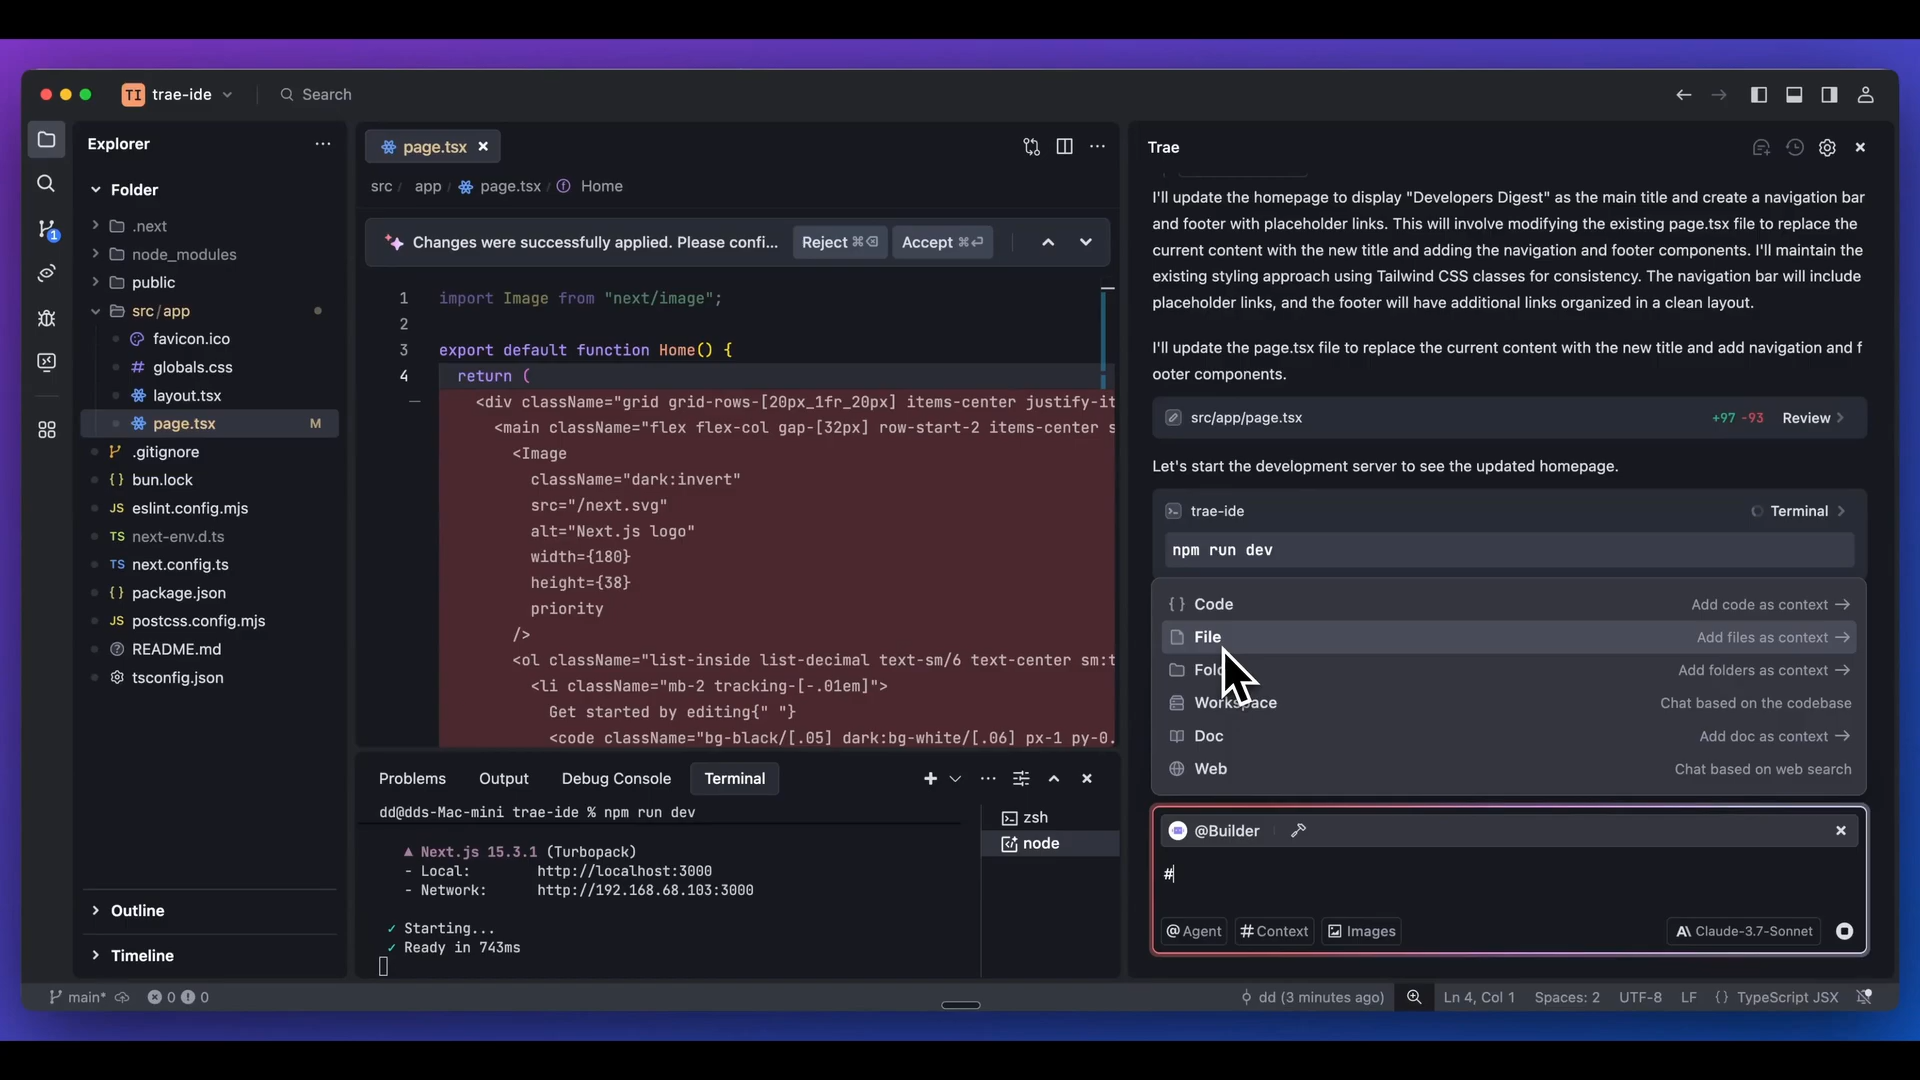 TI trae-ide
Search
Explorer
Folder
.next
node_modules
public
src/app
favicon.ico
# globals.css
layout.tsx
page.tsx M
.gitignore
{} bun.lock
JS eslint.config.mjs
TS next-env.d.ts
TS next.config.ts
{} package.json
JS postcss.config.mjs
README.md
tsconfig.json
Outline
Timeline
1
page.tsx
src / app / page.tsx / Home
Changes were successfully applied. Please confi... Reject ⌘⌫ Accept ⌘⏎
1 import Image from "next/image";
2
3 export default function Home() {
4 return (
<div className="grid grid-rows-[20px_1fr_20px] items-center justify-it
<main className="flex flex-col gap-[32px] row-start-2 items-center s
<Image
className="dark:invert"
src="/next.svg"
alt="Next.js logo"
width={180}
height={38}
priority
/>
<ol className="list-inside list-decimal text-sm/6 text-center sm:t
<li className="mb-2 tracking-[-.01em]">
Get started by editing{" "}
<code className="bg-black/[.05] dark:bg-white/[.06] px-1 py-0.
Problems Output Debug Console Terminal
dd@dds-Mac-mini trae-ide % npm run dev
▲ Next.js 15.3.1 (Turbopack)
- Local: http://localhost:3000
- Network: http://192.168.68.103:3000
✓ Starting...
✓ Ready in 743ms
zsh
node
Trae
I'll update the homepage to display "Developers Digest" as the main title and create a navigation bar
and footer with placeholder links. This will involve modifying the existing page.tsx file to replace the
current content with the new title and adding the navigation and footer components. I'll maintain the
existing styling approach using Tailwind CSS classes for consistency. The navigation bar will include
placeholder links, and the footer will have additional links organized in a clean layout.
I'll update the page.tsx file to replace the current content with the new title and add navigation and f
ooter components.
src/app/page.tsx +97 -93 Review
Let's start the development server to see the updated homepage.
trae-ide Terminal
npm run dev
{} Code Add code as context →
File Add files as context →
Fol Add folders as context →
Workspace Chat based on the codebase
Doc Add doc as context →
Web Chat based on web search
@Builder
#
@ Agent # Context Images Claude-3.7-Sonnet
main* 0 0
dd (3 minutes ago) Ln 4, Col 1 Spaces: 2 UTF-8 LF {} TypeScript JSX